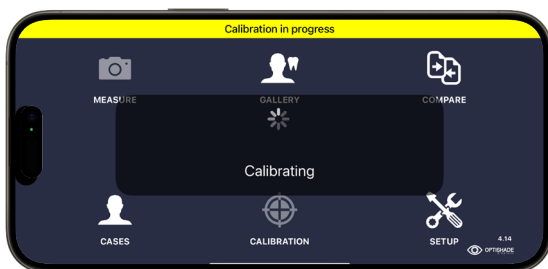 Calibration in progress
MEASURE
GALLERY
COMPARE
Calibrating
CASES
CALIBRATION
SETUP
4.14
OPTISHADE